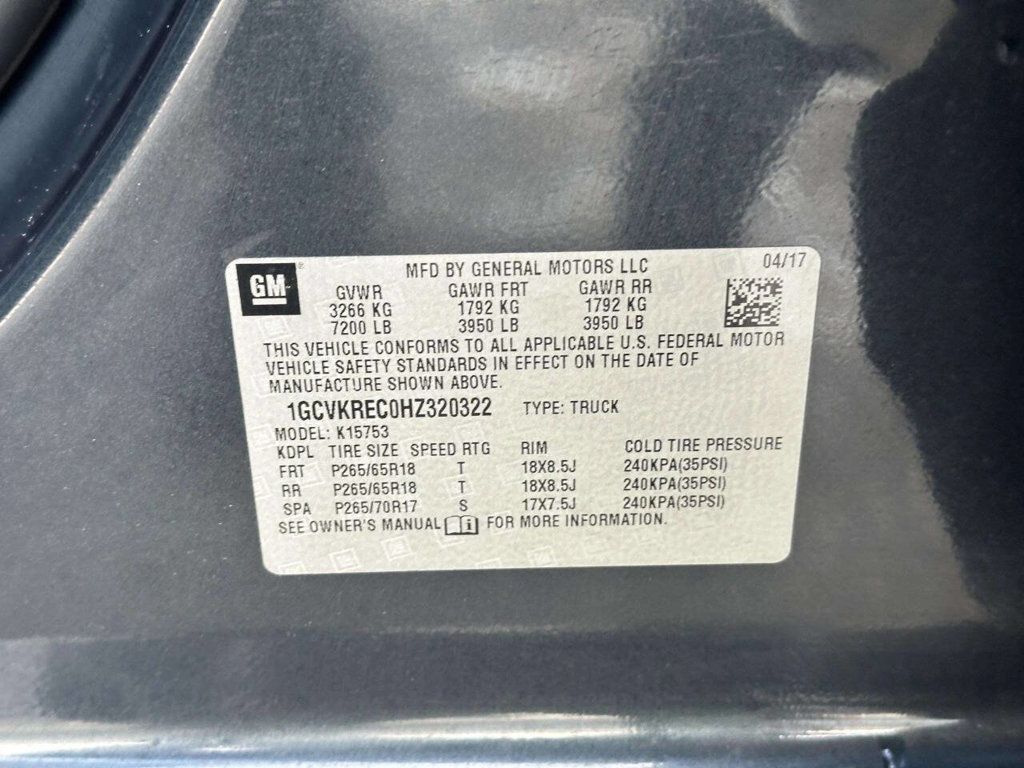 GM
MFD BY GENERAL MOTORS LLC 04/17
GVWR GAWR FRT GAWR RR
3266 KG 1792 KG 1792 KG
7200 LB 3950 LB 3950 LB
THIS VEHICLE CONFORMS TO ALL APPLICABLE U.S. FEDERAL MOTOR
VEHICLE SAFETY STANDARDS IN EFFECT ON THE DATE OF
MANUFACTURE SHOWN ABOVE.
1GCVKREC0HZ320322 TYPE: TRUCK
MODEL: K15753
KDPL TIRE SIZE SPEED RTG RIM COLD TIRE PRESSURE
FRT P265/65R18 T 18X8.5J 240KPA(35PSI)
RR P265/65R18 T 18X8.5J 240KPA(35PSI)
SPA P265/70R17 S 17X7.5J 240KPA(35PSI)
SEE OWNER'S MANUAL i FOR MORE INFORMATION.